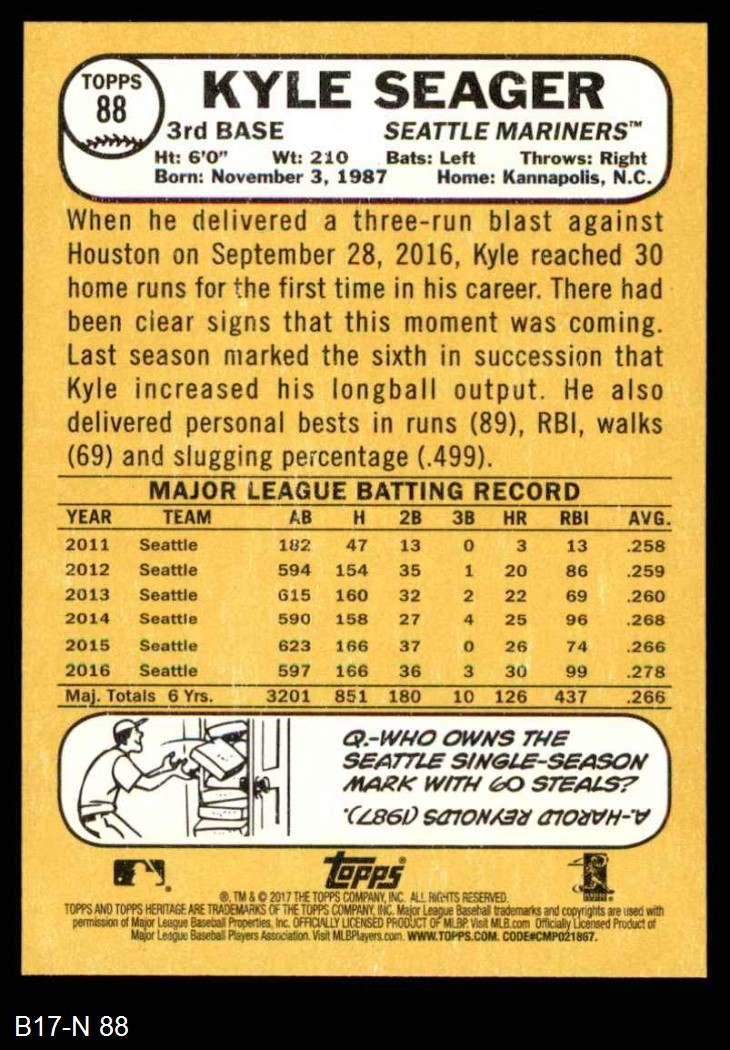 TOPPS
88
KYLE SEAGER
3rd BASE SEATTLE MARINERS™
Ht: 6'0" Wt: 210 Bats: Left Throws: Right
Born: November 3, 1987 Home: Kannapolis, N.C.
When he delivered a three-run blast against
Houston on September 28, 2016, Kyle reached 30
home runs for the first time in his career. There had
been clear signs that this moment was coming.
Last season marked the sixth in succession that
Kyle increased his longball output. He also
delivered personal bests in runs (89), RBI, walks
(69) and slugging percentage (.499).
MAJOR LEAGUE BATTING RECORD
YEAR TEAM AB H 2B 3B HR RBI AVG.
2011 Seattle 182 47 13 0 3 13 .258
2012 Seattle 594 154 35 1 20 86 .259
2013 Seattle 615 160 32 2 22 69 .260
2014 Seattle 590 158 27 4 25 96 .268
2015 Seattle 623 166 37 0 26 74 .266
2016 Seattle 597 166 36 3 30 99 .278
Maj. Totals 6 Yrs. 3201 851 180 10 126 437 .266
Q.-WHO OWNS THE
SEATTLE SINGLE-SEASON
MARK WITH 60 STEALS?
A.-HAROLD REYNOLDS (1987).
topps®
®, TM & © 2017 THE TOPPS COMPANY, INC. ALL RIGHTS RESERVED.
TOPPS AND TOPPS HERITAGE ARE TRADEMARKS OF THE TOPPS COMPANY, INC. Major League Baseball trademarks and copyrights are used with
permission of Major League Baseball Properties, Inc. OFFICIALLY LICENSED PRODUCT OF MLBP. Visit MLB.com Officially Licensed Product of
Major League Baseball Players Association. Visit MLBPlayers.com. WWW.TOPPS.COM. CODE#CMP021867.
B17-N 88